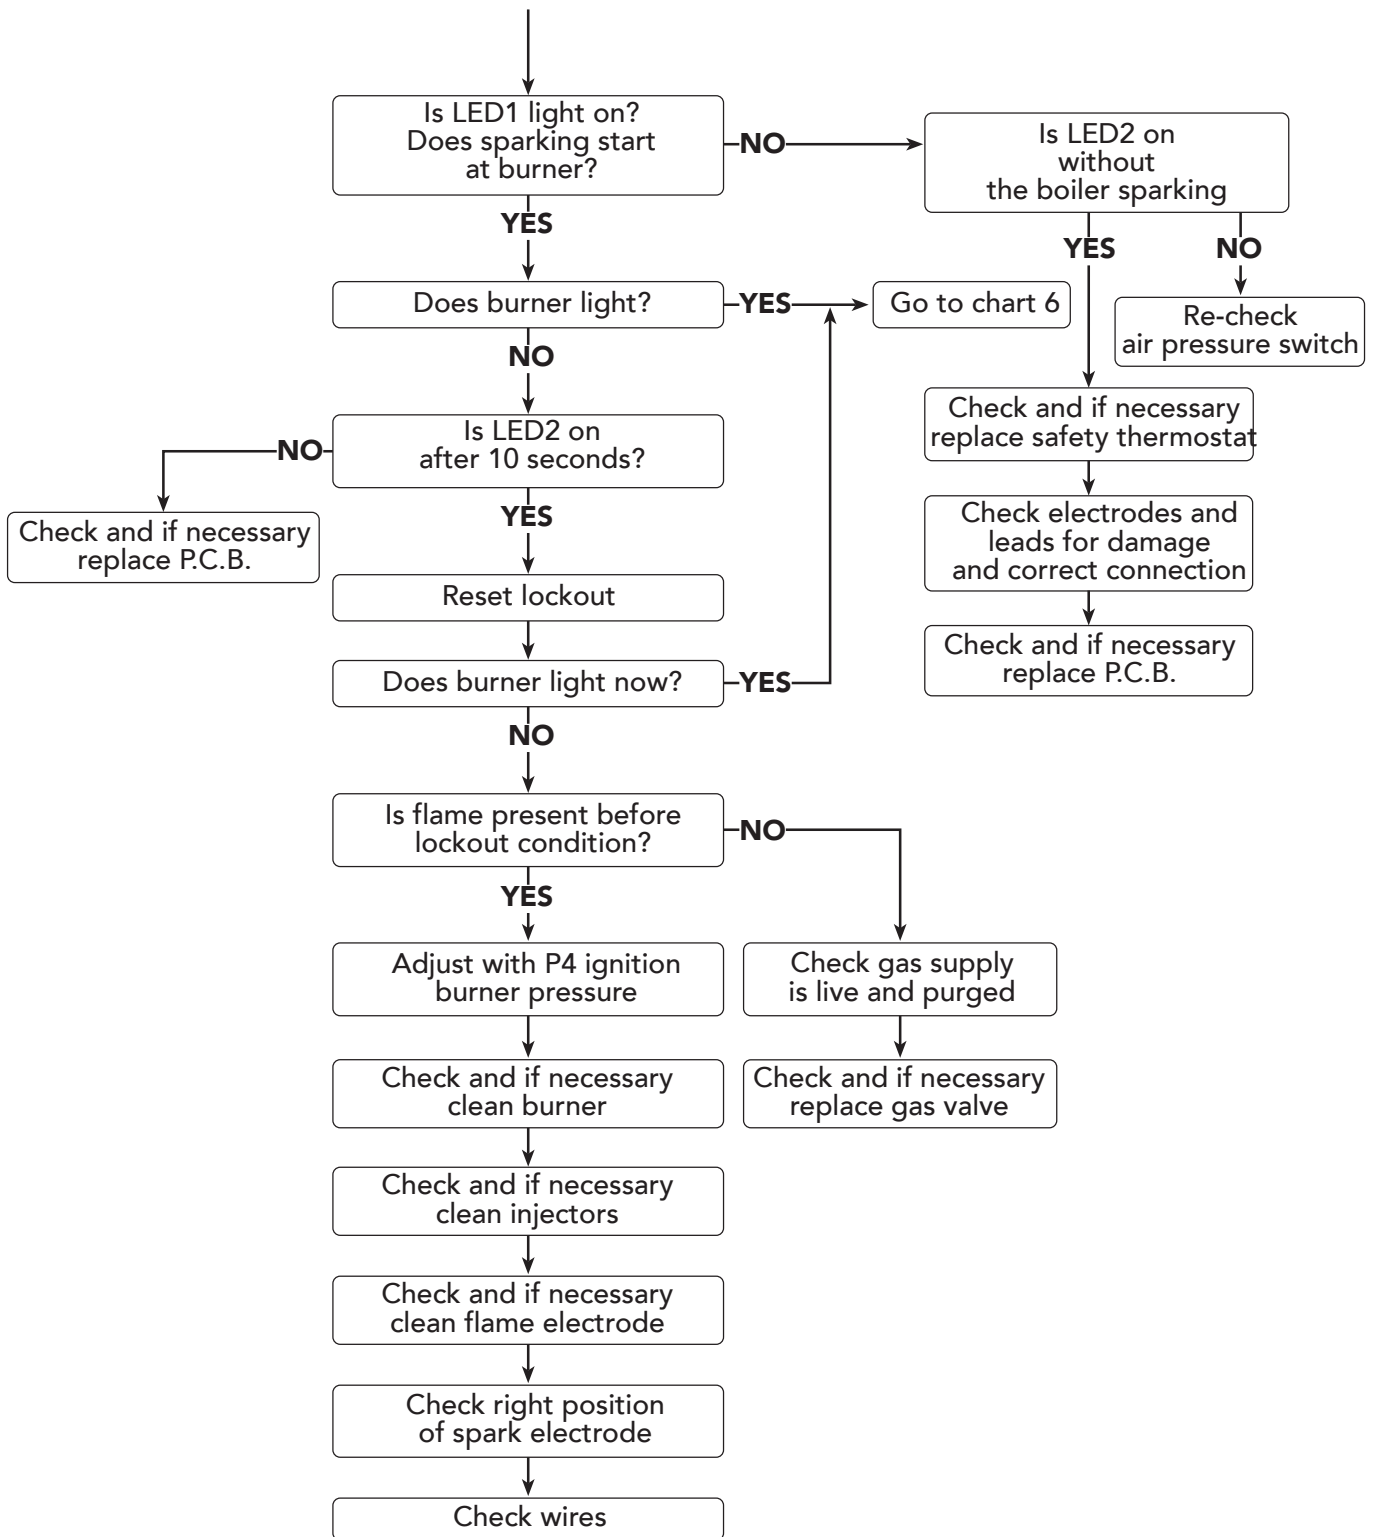 Is LED1 light on?
Does sparking start
at burner?
NO
Is LED2 on
without
the boiler sparking
YES
YES
NO
Does burner light?
YES
Go to chart 6
Re-check
air pressure switch
NO
Check and if necessary
replace safety thermostat
Is LED2 on
after 10 seconds?
NO
YES
Check and if necessary
replace P.C.B.
Check electrodes and
leads for damage
and correct connection
Reset lockout
Check and if necessary
replace P.C.B.
Does burner light now?
YES
NO
Is flame present before
lockout condition?
NO
YES
Adjust with P4 ignition
burner pressure
Check gas supply
is live and purged
Check and if necessary
clean burner
Check and if necessary
replace gas valve
Check and if necessary
clean injectors
Check and if necessary
clean flame electrode
Check right position
of spark electrode
Check wires